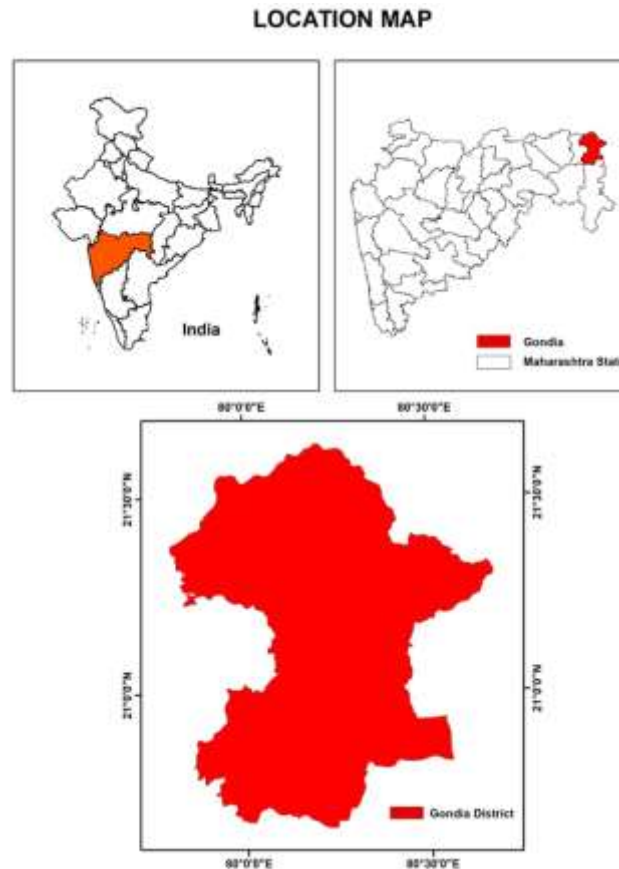 LOCATION MAP
India
Gondia
Maharashtra Stat
80°0'0"E
80°30'0"E
21°30'0"N
21°30'0"N
21°0'0"N
21°0'0"N
Gondia District
80°0'0"E
80°30'0"E